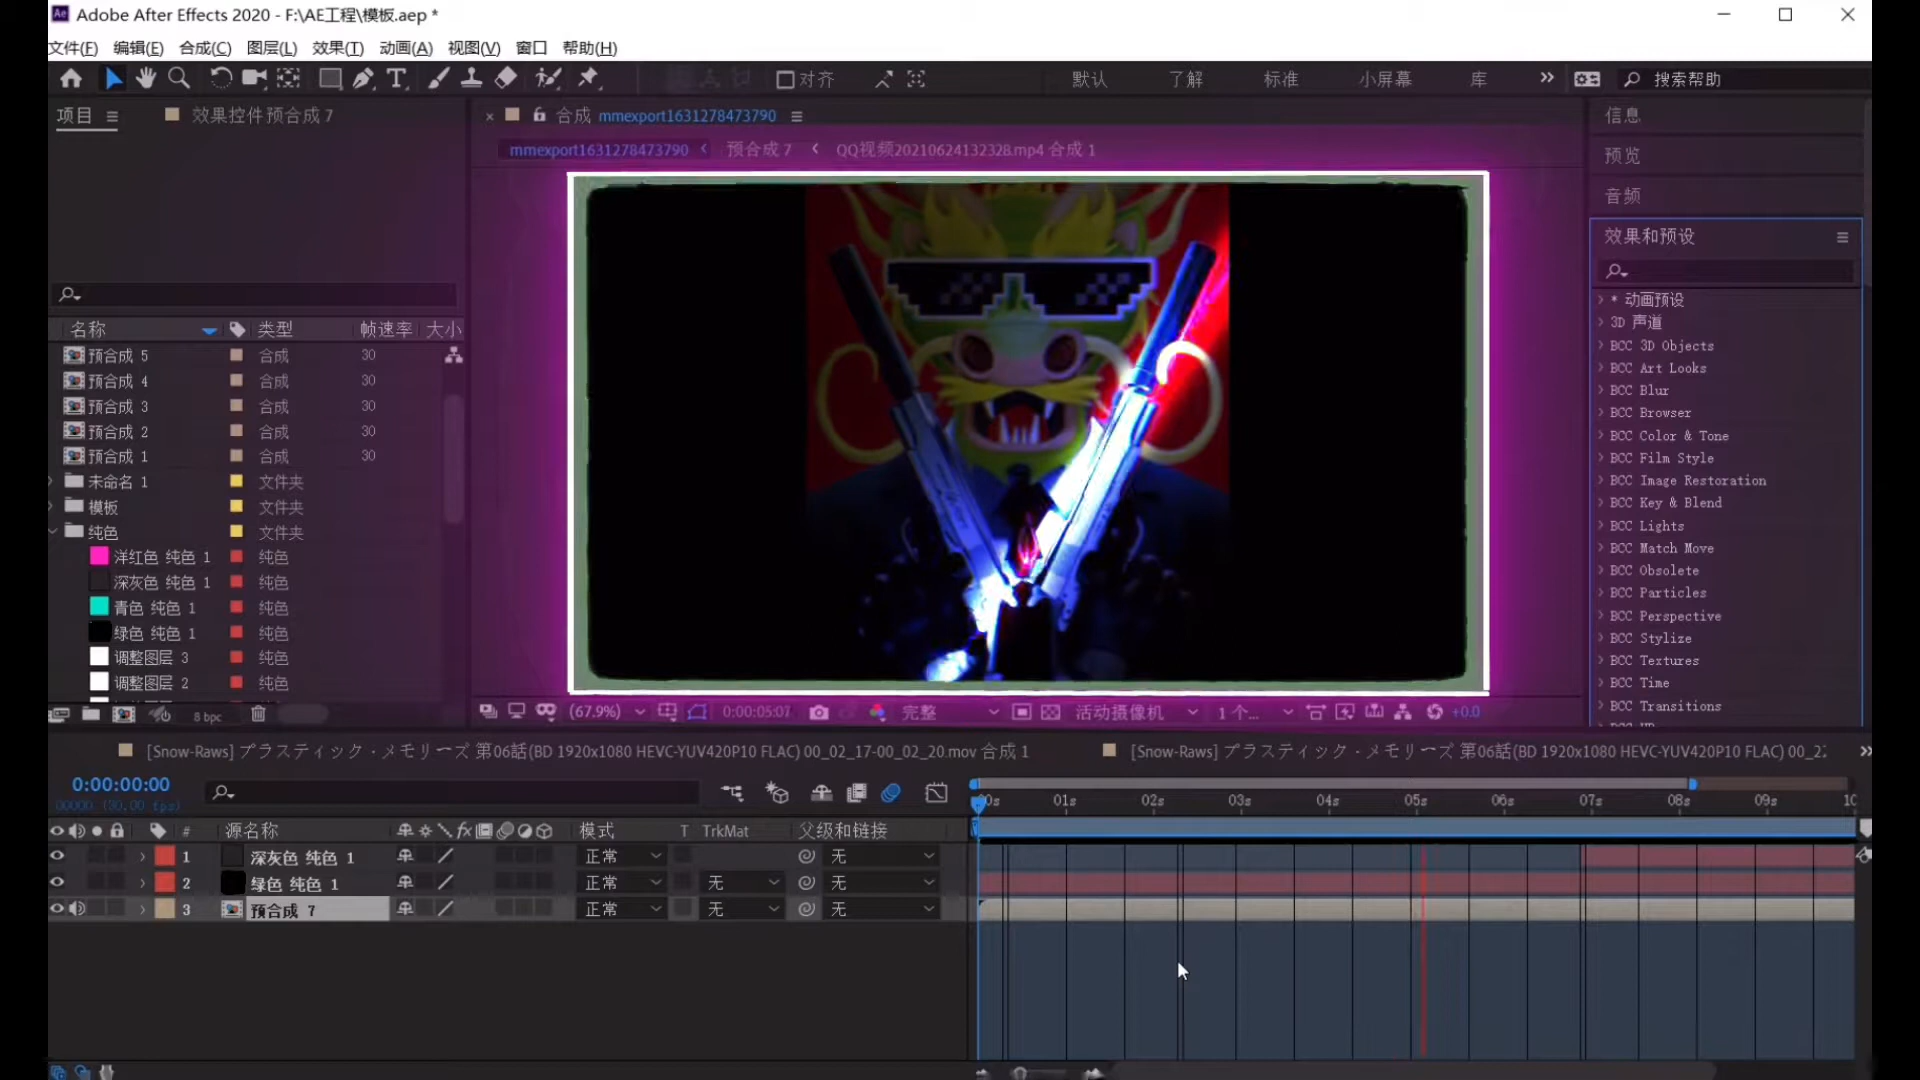 Ae Adobe After Effects 2020 - F:\AE工程\模板.aep *
文件(F) 编辑(E) 合成(C) 图层(L) 效果(T) 动画(A) 视图(V) 窗口 帮助(H)
对齐 默认 了解 标准 小屏幕 库 搜索帮助
项目 效果控件 预合成 7
合成 mmexport1631278473790
mmexport1631278473790 预合成 7 QQ视频20210624132328.mp4 合成 1
信息
预览
音频
效果和预设
* 动画预设
3D 声道
BCC 3D Objects
BCC Art Looks
BCC Blur
BCC Browser
BCC Color & Tone
BCC Film Style
BCC Image Restoration
BCC Key & Blend
BCC Lights
BCC Match Move
BCC Obsolete
BCC Particles
BCC Perspective
BCC Stylize
BCC Textures
BCC Time
BCC Transitions
名称 类型 帧速率 大小
预合成 5 合成 30
预合成 4 合成 30
预合成 3 合成 30
预合成 2 合成 30
预合成 1 合成 30
未命名 1 文件夹
模板 文件夹
纯色 文件夹
洋红色 纯色 1 纯色
深灰色 纯色 1 纯色
青色 纯色 1 纯色
绿色 纯色 1 纯色
调整图层 3 纯色
调整图层 2 纯色
8 bpc
(67.9%) 0:00:05:07 完整 活动摄像机 1 个... +0.0
[Snow-Raws] プラスティック・メモリーズ 第06話(BD 1920x1080 HEVC-YUV420P10 FLAC) 00_02_17-00_02_20.mov 合成 1
[Snow-Raws] プラスティック・メモリーズ 第06話(BD 1920x1080 HEVC-YUV420P10 FLAC) 00_2
0:00:00:00
00000 (30.00 fps)
00s 01s 02s 03s 04s 05s 06s 07s 08s 09s 10
# 源名称 fx 模式 T TrkMat 父级和链接
1 深灰色 纯色 1 正常 无
2 绿色 纯色 1 正常 无 无
3 预合成 7 正常 无 无